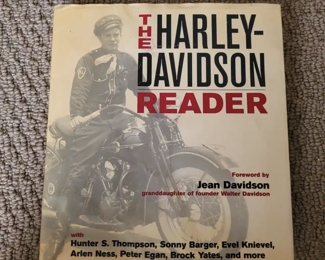 THE HARLEY-
DAVIDSON
READER
Foreword by
Jean Davidson
granddaughter of founder Walter Davidson
with
Hunter S. Thompson, Sonny Barger, Evel Knievel,
Arlen Ness, Peter Egan, Brock Yates, and more